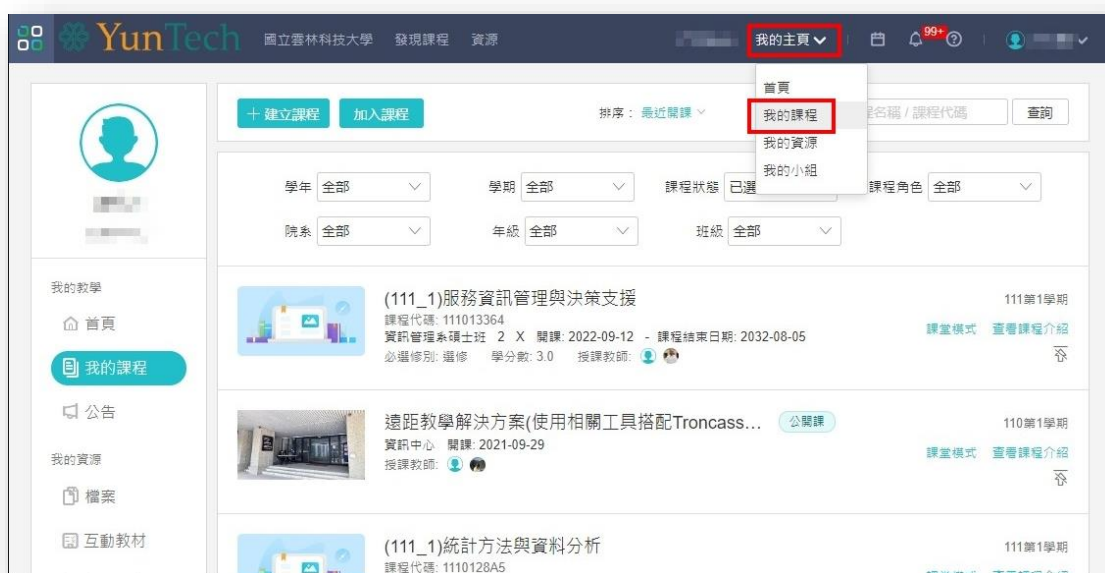 YunTech 國立雲林科技大學 發現課程 資源 我的主頁 99+
首頁
我的課程
我的資源
我的小組
+ 建立課程 加入課程 排序： 最近開課 程名稱 / 課程代碼 查詢
學年 全部 學期 全部 課程狀態 已選 課程角色 全部
院系 全部 年級 全部 班級 全部
我的教學
首頁
我的課程
公告
我的資源
檔案
互動教材
(111_1)服務資訊管理與決策支援 111第1學期
課程代碼: 111013364
資訊管理系碩士班 2 X 開課: 2022-09-12 - 課程結束日期: 2032-08-05 課堂模式 查看課程介紹
必選修別: 選修 學分數: 3.0 授課教師:
遠距教學解決方案(使用相關工具搭配Troncass... 公開課 110第1學期
資訊中心 開課: 2021-09-29 課堂模式 查看課程介紹
授課教師:
(111_1)統計方法與資料分析 111第1學期
課程代碼: 1110128A5